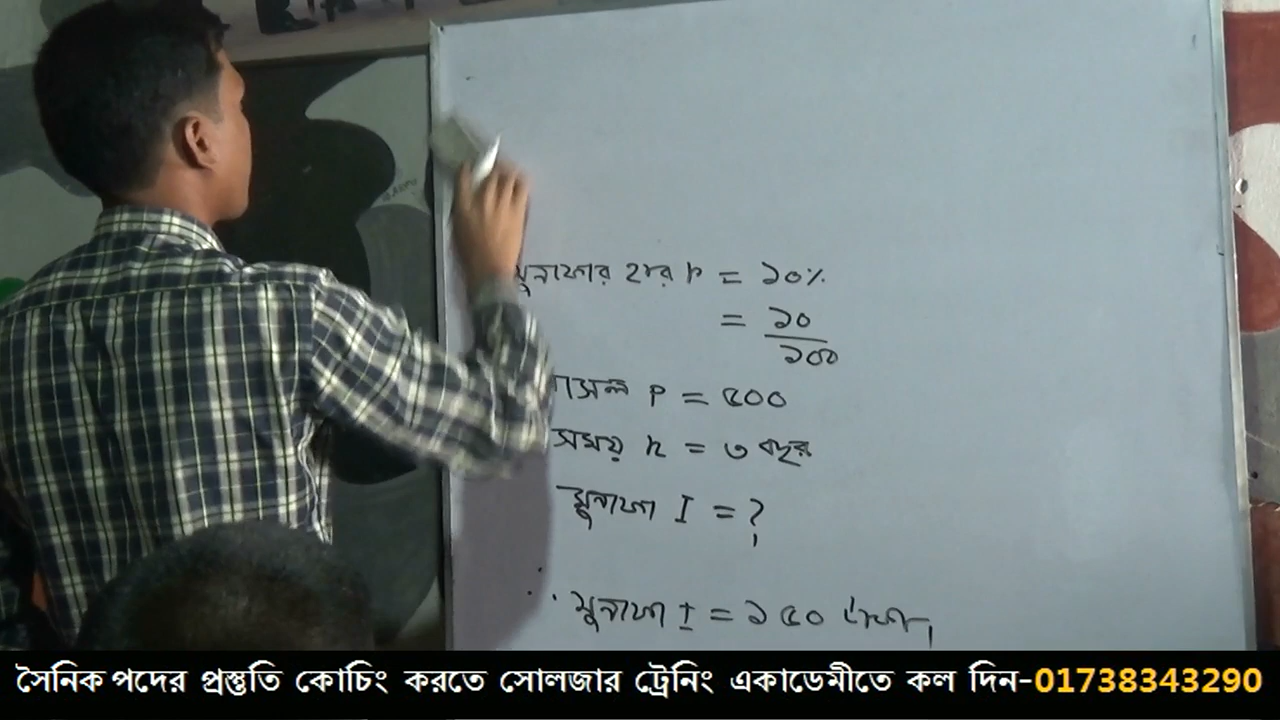 মুনাফার হার r = ১০%
= ১০/১০০
আসল P = ৫০০
সময় n = ৩ বছর
মুনাফা I = ?
∴ মুনাফা I = ১৫০ টাকা,
সৈনিক পদের প্রস্তুতি কোচিং করতে সোলজার ট্রেনিং একাডেমীতে কল দিন-01738343290